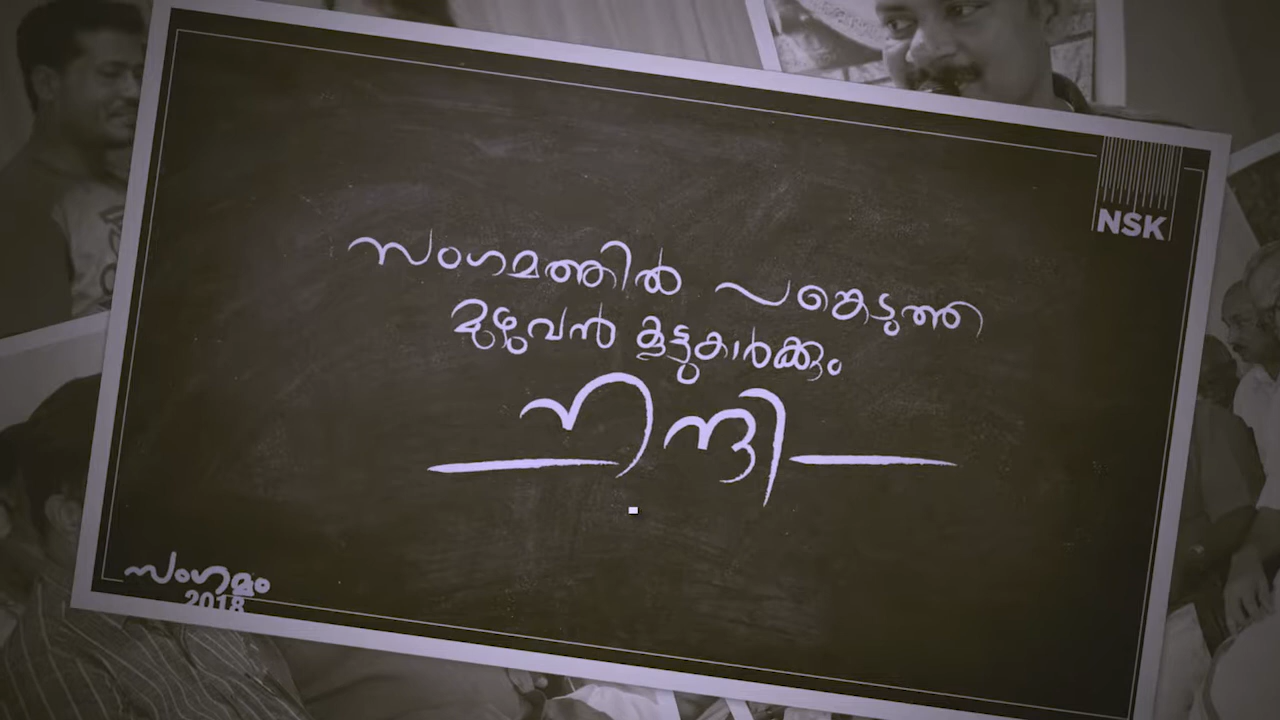 NSK
സംഗമത്തിൽ പങ്കെടുത്ത
മുഴുവൻ കൂട്ടുകാർക്കും
നന്ദി
സംഗമം
2018